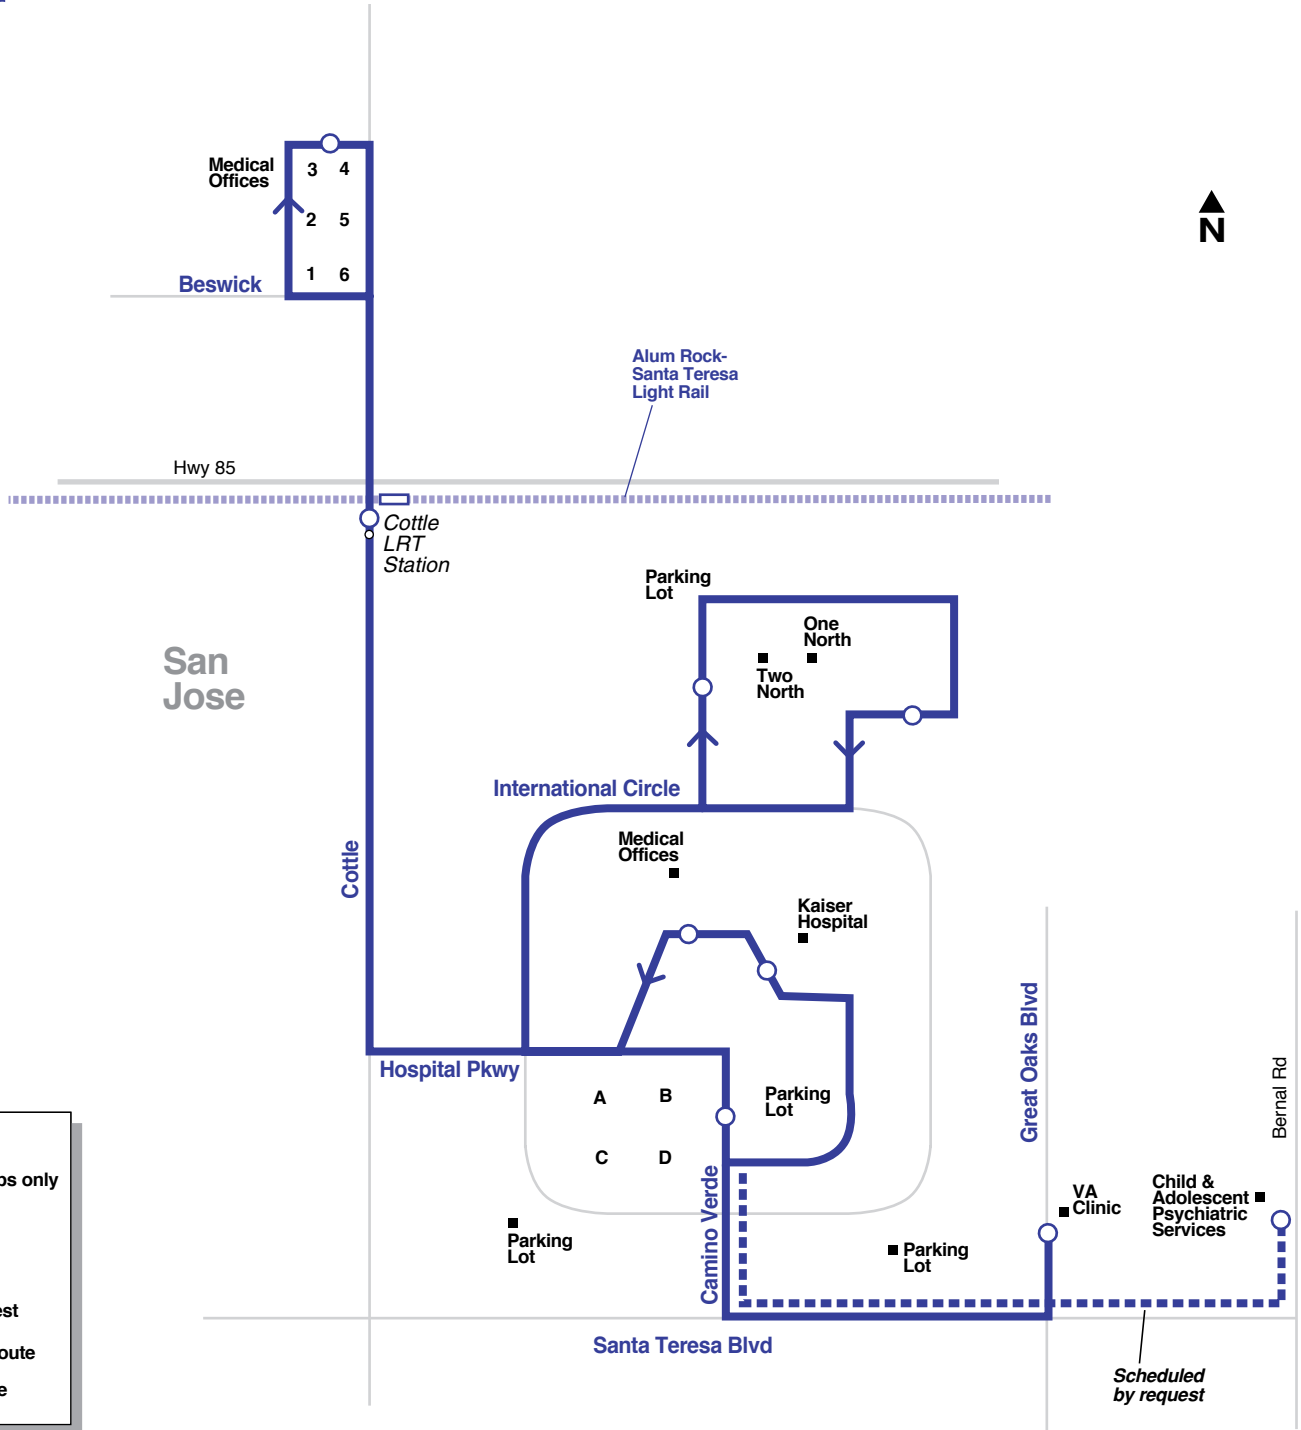 Medical
Offices
3 4
2 5
1 6
Beswick
N
Alum Rock-
Santa Teresa
Light Rail
Hwy 85
Cottle
LRT
Station
Parking
Lot
One
North
Two
North
San
Jose
International Circle
Medical
Offices
Cottle
Kaiser
Hospital
Hospital Pkwy
A B
C D
Parking
Lot
Great Oaks Blvd
Bernal Rd
Camino Verde
VA
Clinic
Child &
Adolescent
Psychiatric
Services
Parking
Lot
Parking
Lot
Santa Teresa Blvd
Scheduled
by request
only